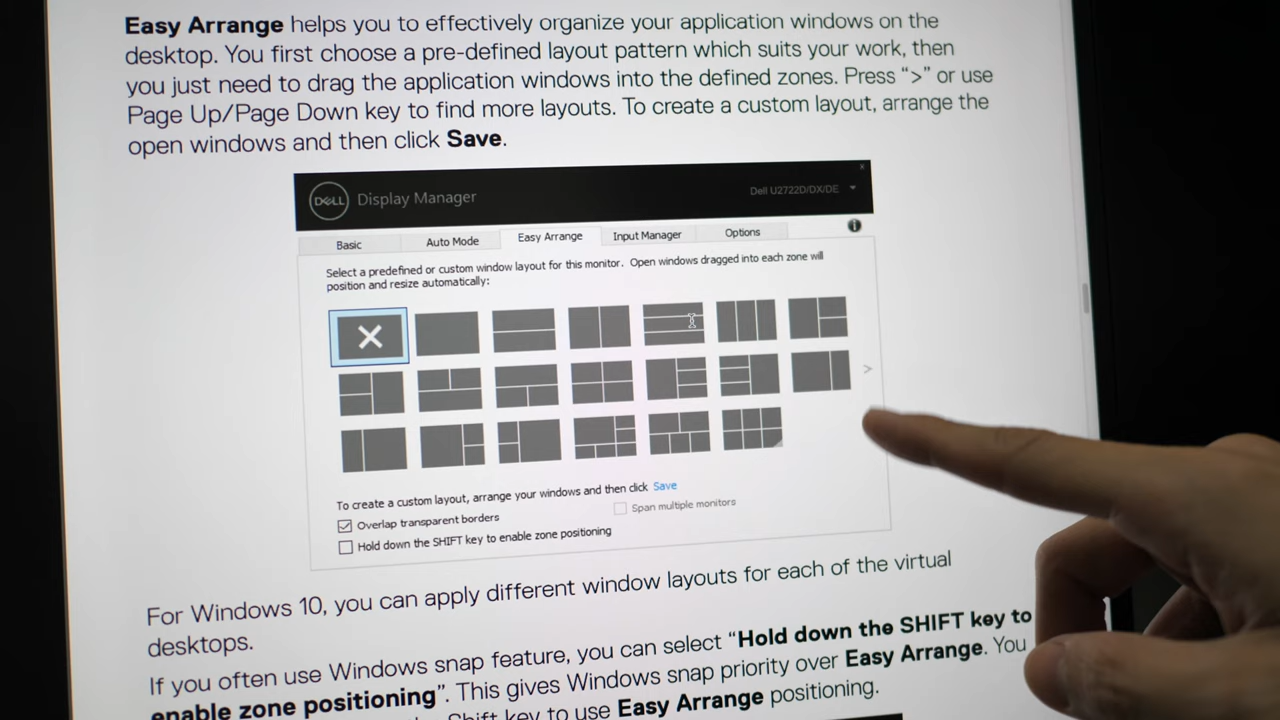 Easy Arrange helps you to effectively organize your application windows on the
desktop. You first choose a pre-defined layout pattern which suits your work, then
you just need to drag the application windows into the defined zones. Press “>” or use
Page Up/Page Down key to find more layouts. To create a custom layout, arrange the
open windows and then click Save.
DELL Display Manager
Dell U2722D/DX/DE
Basic Auto Mode Easy Arrange Input Manager Options
Select a predefined or custom window layout for this monitor. Open windows dragged into each zone will
position and resize automatically:
To create a custom layout, arrange your windows and then click Save
Overlap transparent borders
Span multiple monitors
Hold down the SHIFT key to enable zone positioning
For Windows 10, you can apply different window layouts for each of the virtual
desktops.
If you often use Windows snap feature, you can select “Hold down the SHIFT key to
enable zone positioning”. This gives Windows snap priority over Easy Arrange. You
Shift key to use Easy Arrange positioning.